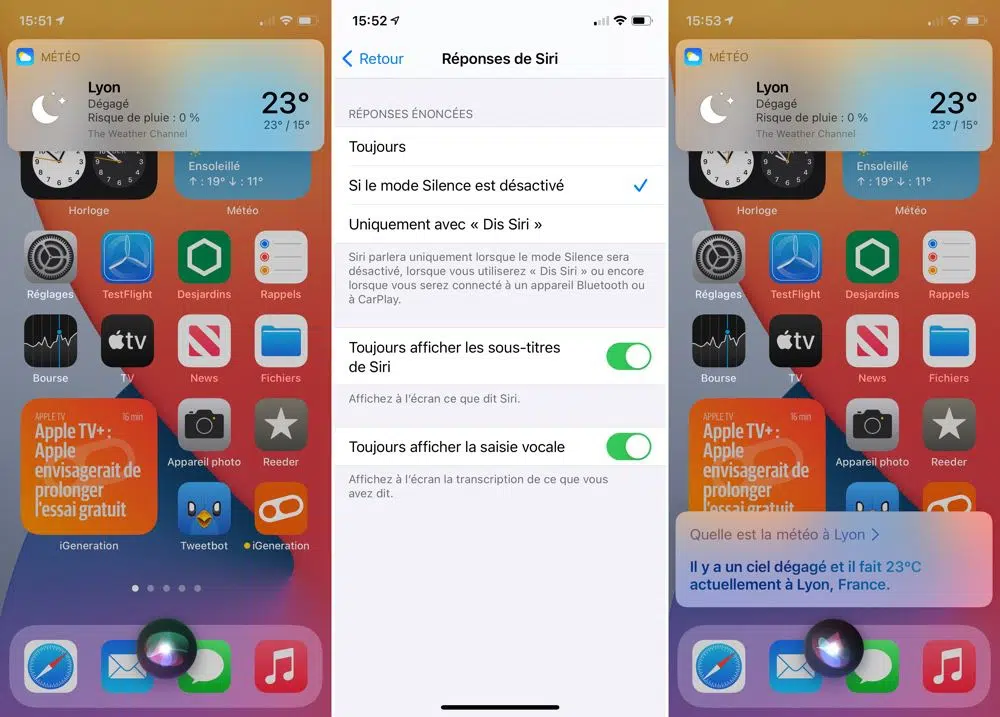 15:51
MÉTÉO
Lyon
Dégagé
Risque de pluie : 0 %
The Weather Channel
23°
23° / 15°
Ensoleillé
↑ : 19° ↓ : 11°
Horloge
Météo
Réglages
TestFlight
Desjardins
Rappels
tv
Bourse
TV
News
Fichiers
APPLE TV
16 min
Apple TV+ :
Apple
envisagerait de
prolonger
l'essai gratuit
Appareil photo
Reeder
iGeneration
Tweetbot
iGeneration
15:52
Retour
Réponses de Siri
RÉPONSES ÉNONCÉES
Toujours
Si le mode Silence est désactivé
Uniquement avec « Dis Siri »
Siri parlera uniquement lorsque le mode Silence sera
désactivé, lorsque vous utiliserez « Dis Siri » ou encore
lorsque vous serez connecté à un appareil Bluetooth ou
à CarPlay.
Toujours afficher les sous-titres
de Siri
Affichez à l'écran ce que dit Siri.
Toujours afficher la saisie vocale
Affichez à l'écran la transcription de ce que vous
avez dit.
15:53
MÉTÉO
Lyon
Dégagé
Risque de pluie : 0 %
The Weather Channel
23°
23° / 15°
Ensoleillé
↑ : 19° ↓ : 11°
Horloge
Météo
Réglages
TestFlight
Desjardins
Rappels
tv
Bourse
TV
News
Fichiers
APPLE TV
16 min
Apple TV+ :
Apple
envisagerait de
prolonger
l'essai gratuit
Appareil photo
Reeder
Quelle est la météo à Lyon
Il y a un ciel dégagé et il fait 23°C
actuellement à Lyon, France.